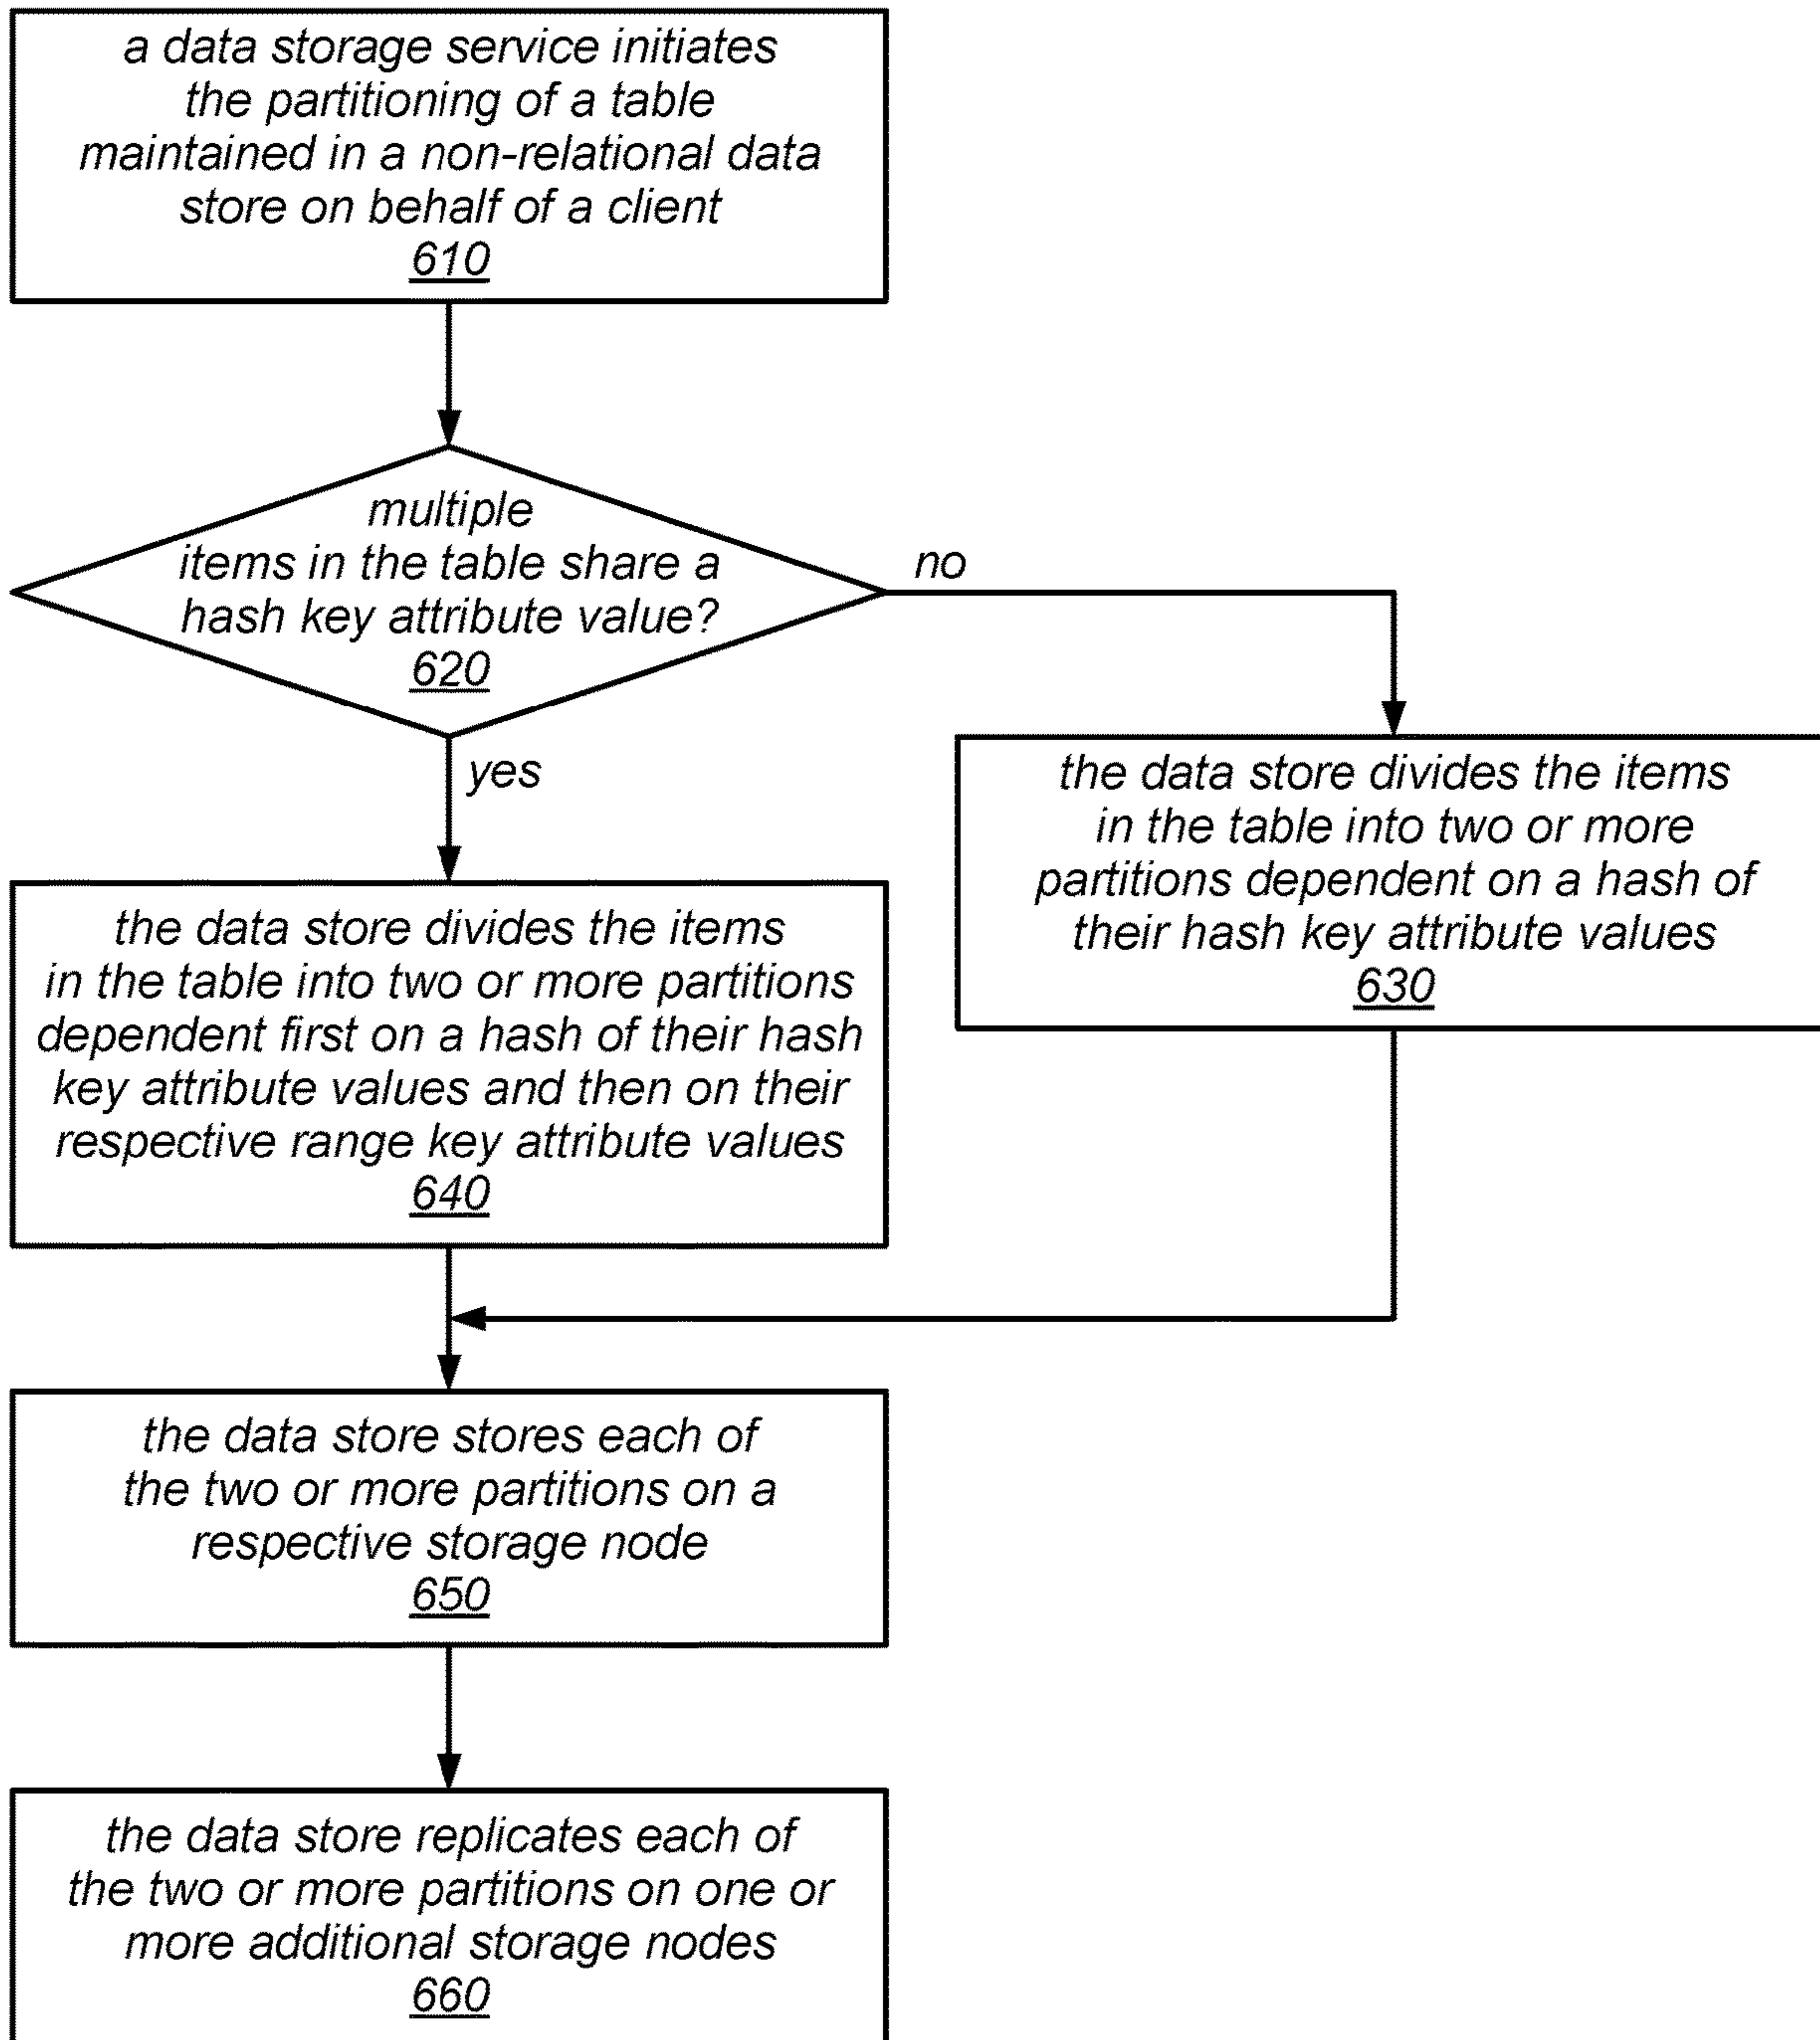 a data storage service initiates
the partitioning of a table
maintained in a non-relational data
store on behalf of a client
610
multiple
items in the table share a
hash key attribute value?
620
no
yes
the data store divides the items
in the table into two or more
partitions dependent on a hash of
their hash key attribute values
630
the data store divides the items
in the table into two or more partitions
dependent first on a hash of their hash
key attribute values and then on their
respective range key attribute values
640
the data store stores each of
the two or more partitions on a
respective storage node
650
the data store replicates each of
the two or more partitions on one or
more additional storage nodes
660